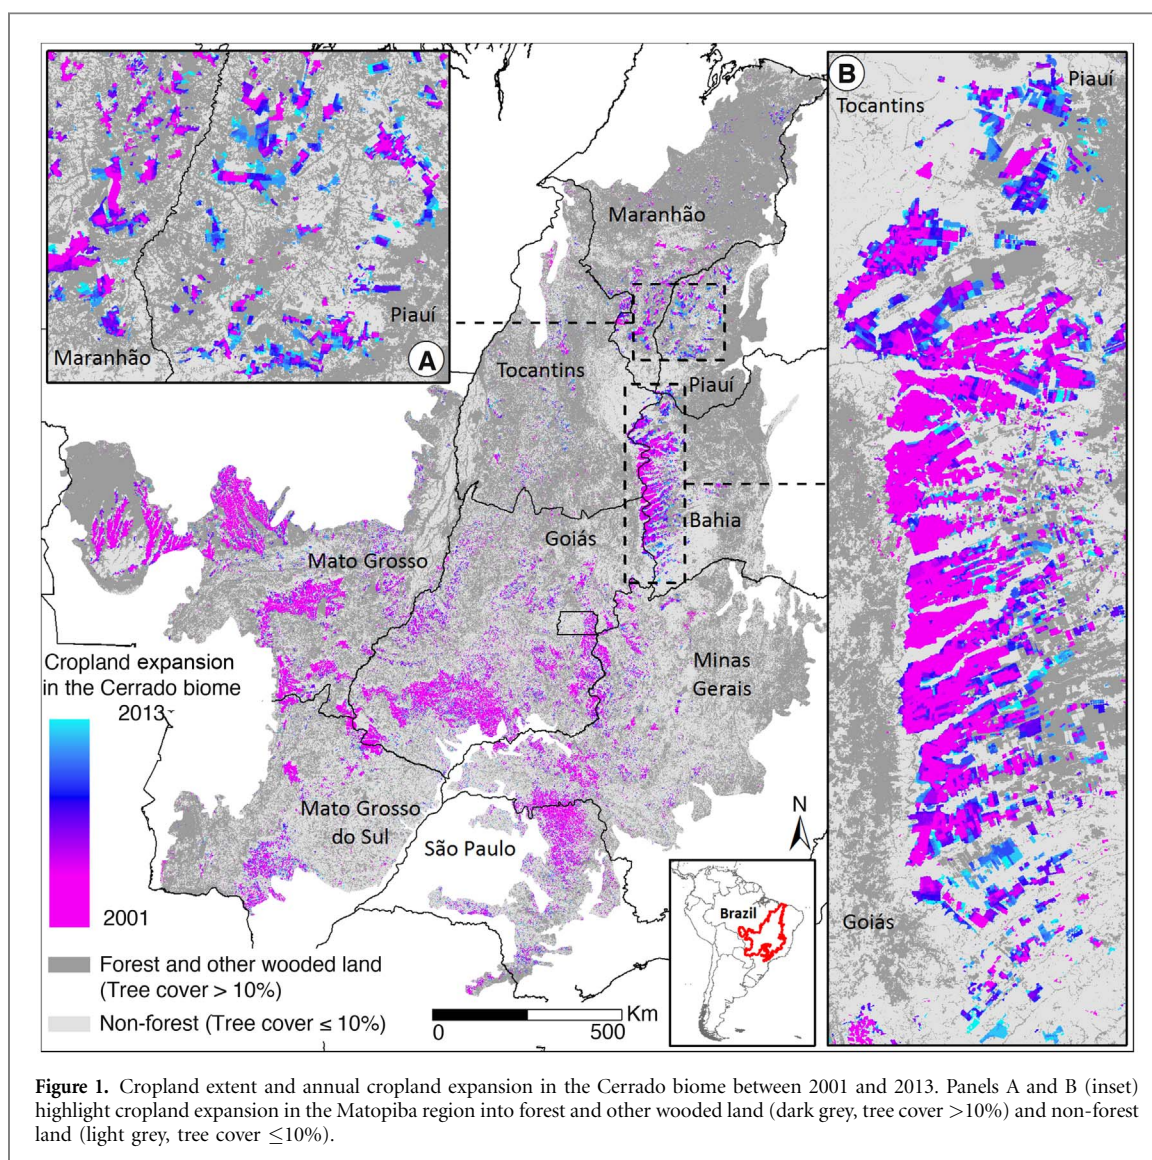 A
Maranhão
Piauí
B
Tocantins
Piauí
Goiás
Maranhão
Tocantins
Piauí
Bahia
Goiás
Mato Grosso
Minas
Gerais
Mato Grosso
do Sul
São Paulo
Cropland expansion
in the Cerrado biome
2013
2001
Forest and other wooded land
(Tree cover > 10%)
Non-forest (Tree cover ≤ 10%)
0
500
Km
N
Brazil
Figure 1. Cropland extent and annual cropland expansion in the Cerrado biome between 2001 and 2013. Panels A and B (inset)
highlight cropland expansion in the Matopiba region into forest and other wooded land (dark grey, tree cover >10%) and non-forest
land (light grey, tree cover ≤10%).